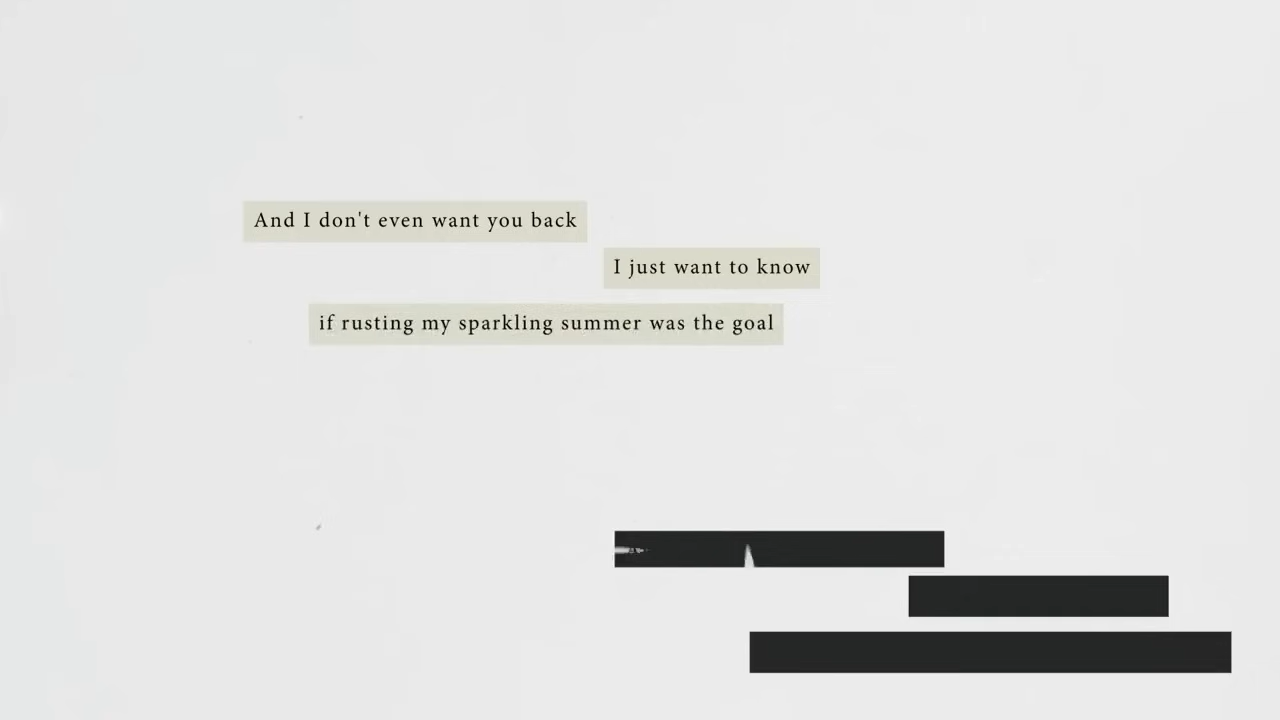 And I don't even want you back
I just want to know
if rusting my sparkling summer was the goal